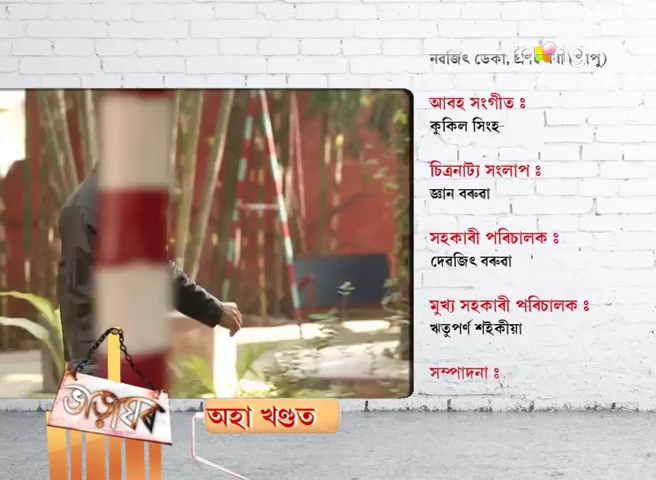 নবজিৎ ডেকা,
আবহ সংগীত ঃ
কুকিল সিংহ
চিত্ৰনাট্য সংলাপ ঃ
জ্ঞান বৰুৱা
সহকাৰী পৰিচালক ঃ
দেৱজিৎ বৰুৱা
মুখ্য সহকাৰী পৰিচালক ঃ
ঋতুপৰ্ণ শইকীয়া
সম্পাদনা ঃ
ভাড়াঘৰ
অহা খণ্ডত